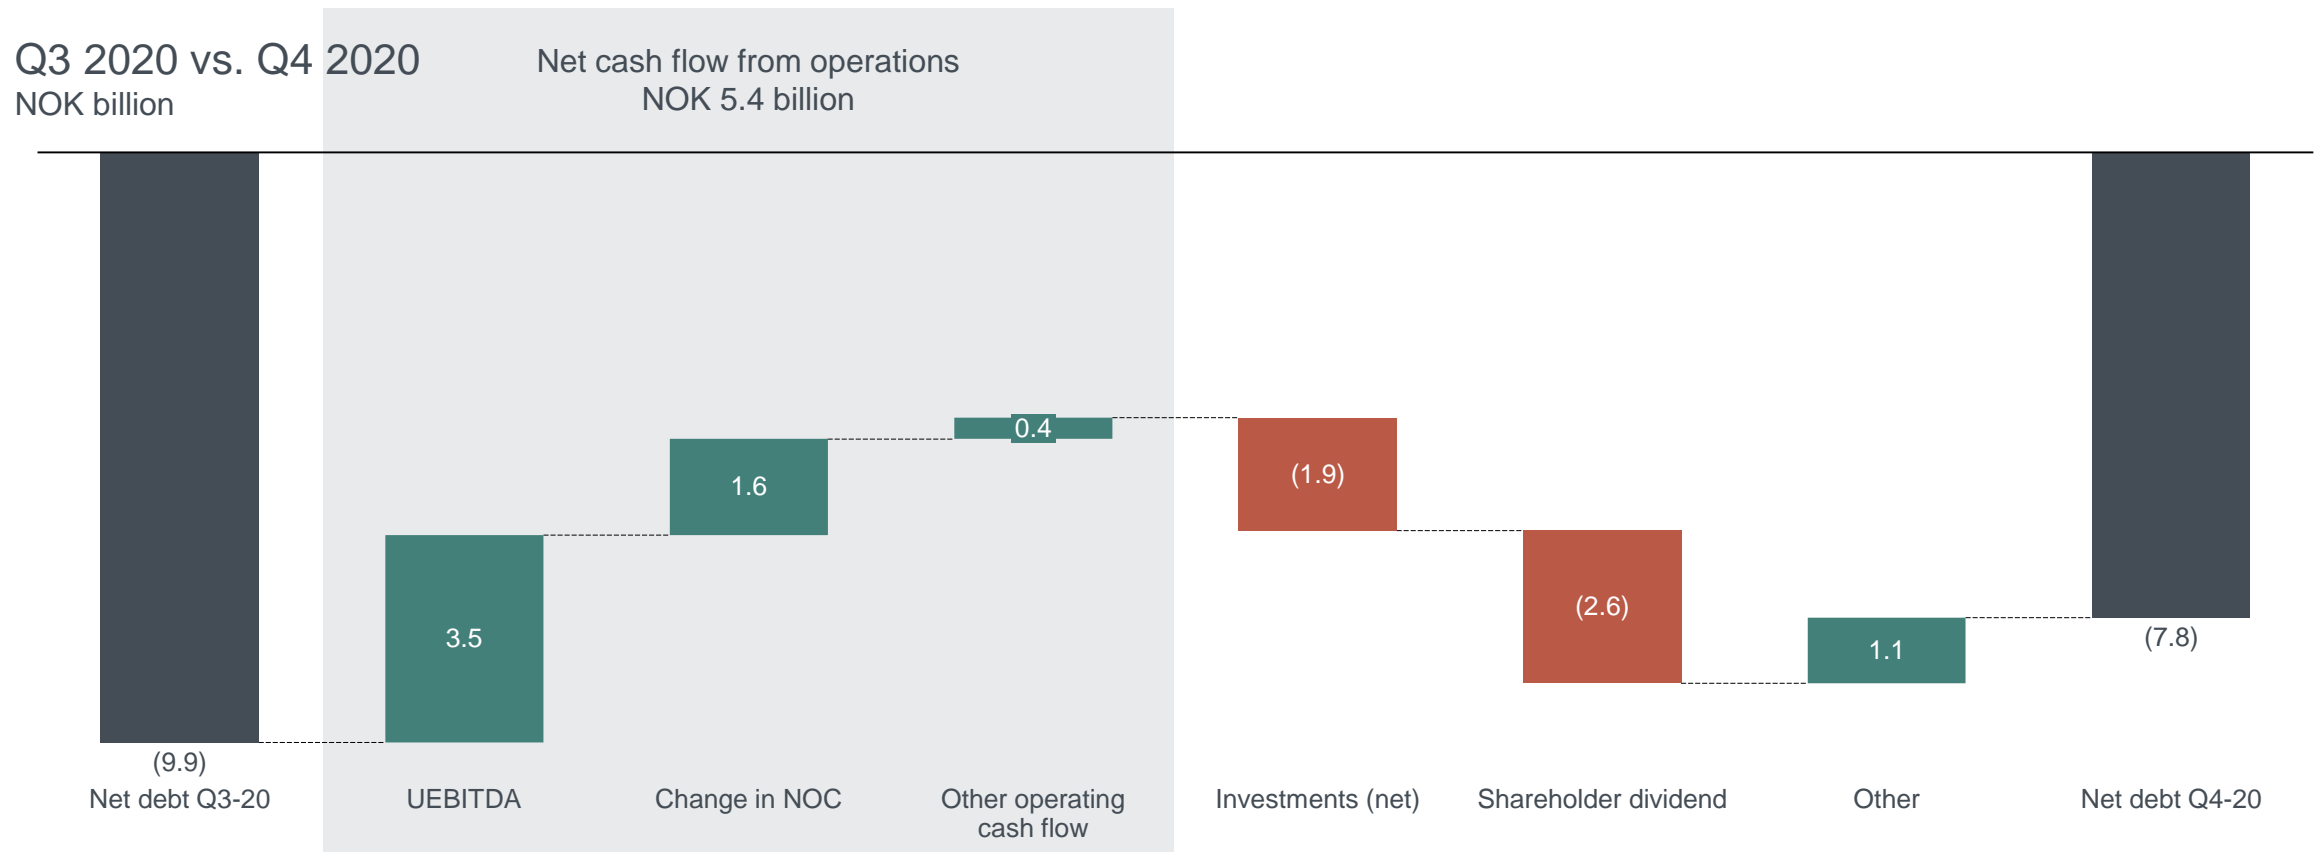 Q3 2020 vs. Q4 2020
NOK billion
Net cash flow from operations
NOK 5.4 billion
0.4
1.6
(1.9)
3.5
(2.6)
1.1
(7.8)
(9.9)
Net debt Q3-20
UEBITDA
Change in NOC
Other operating
cash flow
Investments (net)
Shareholder dividend
Other
Net debt Q4-20